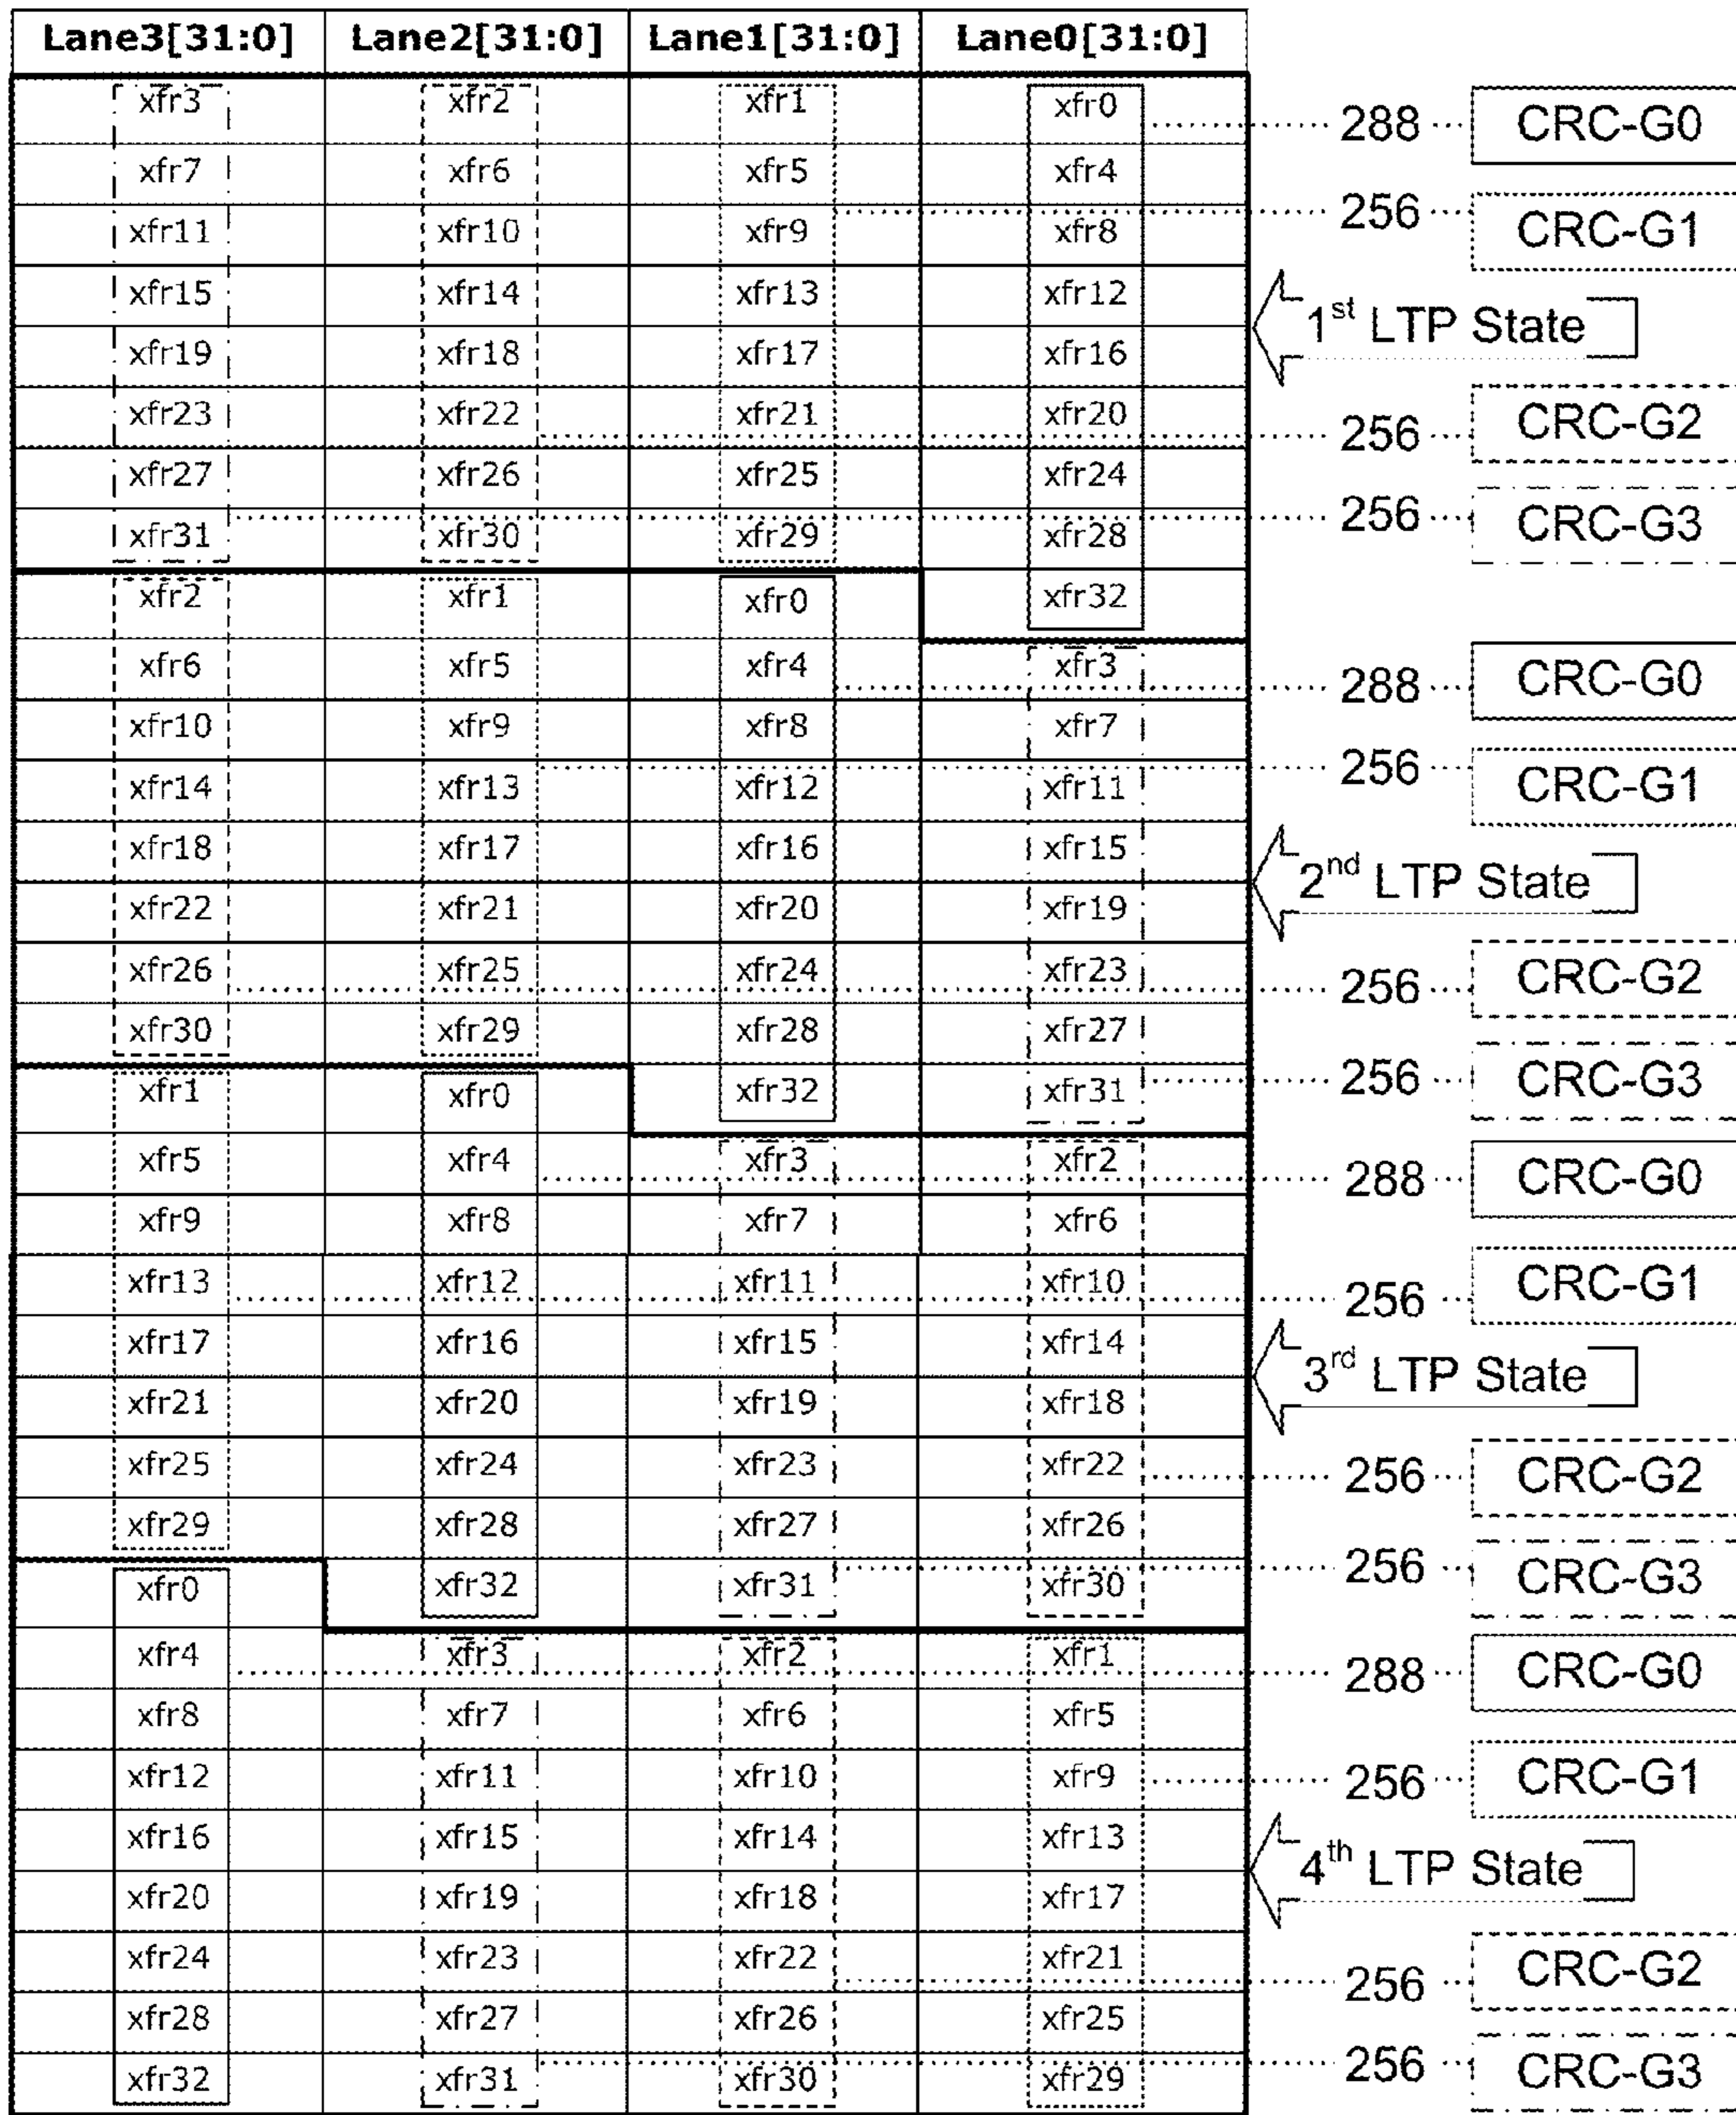 Lane3[31:0] Lane2[31:0] Lane1[31:0] Lane0[31:0]
xfr3 xfr2 xfr1 xfr0 288 CRC-G0
xfr7 xfr6 xfr5 xfr4
xfr11 xfr10 xfr9 xfr8 256 CRC-G1
xfr15 xfr14 xfr13 xfr12
1st LTP State
xfr19 xfr18 xfr17 xfr16
xfr23 xfr22 xfr21 xfr20 256 CRC-G2
xfr27 xfr26 xfr25 xfr24
xfr31 xfr30 xfr29 xfr28 256 CRC-G3
xfr2 xfr1 xfr0 xfr32
xfr6 xfr5 xfr4 xfr3 288 CRC-G0
xfr10 xfr9 xfr8 xfr7
xfr14 xfr13 xfr12 xfr11 256 CRC-G1
xfr18 xfr17 xfr16 xfr15
2nd LTP State
xfr22 xfr21 xfr20 xfr19
xfr26 xfr25 xfr24 xfr23 256 CRC-G2
xfr30 xfr29 xfr28 xfr27
xfr1 xfr0 xfr32 xfr31 256 CRC-G3
xfr5 xfr4 xfr3 xfr2 288 CRC-G0
xfr9 xfr8 xfr7 xfr6
xfr13 xfr12 xfr11 xfr10 256 CRC-G1
xfr17 xfr16 xfr15 xfr14
3rd LTP State
xfr21 xfr20 xfr19 xfr18
xfr25 xfr24 xfr23 xfr22 256 CRC-G2
xfr29 xfr28 xfr27 xfr26
xfr0 xfr32 xfr31 xfr30 256 CRC-G3
xfr4 xfr3 xfr2 xfr1 288 CRC-G0
xfr8 xfr7 xfr6 xfr5
xfr12 xfr11 xfr10 xfr9 256 CRC-G1
xfr16 xfr15 xfr14 xfr13
4th LTP State
xfr20 xfr19 xfr18 xfr17
xfr24 xfr23 xfr22 xfr21 256 CRC-G2
xfr28 xfr27 xfr26 xfr25
xfr32 xfr31 xfr30 xfr29 256 CRC-G3